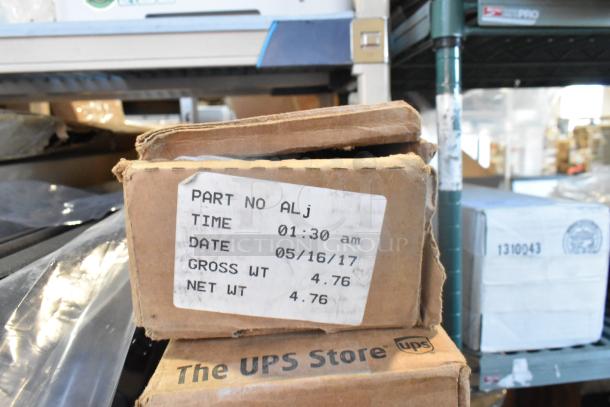 PRO
PART NO ALj
TIME 01:30 am
DATE 05/16/17
GROSS WT 4.76
NET WT 4.76
1310043
The UPS Store
ups